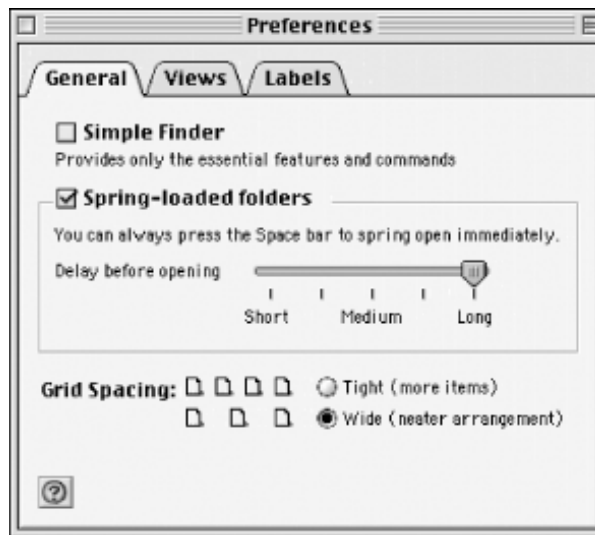 Preferences
General Views Labels
Simple Finder
Provides only the essential features and commands
Spring-loaded folders
You can always press the Space bar to spring open immediately.
Delay before opening
Short Medium Long
Grid Spacing: Tight (more items)
Wide (neater arrangement)
?